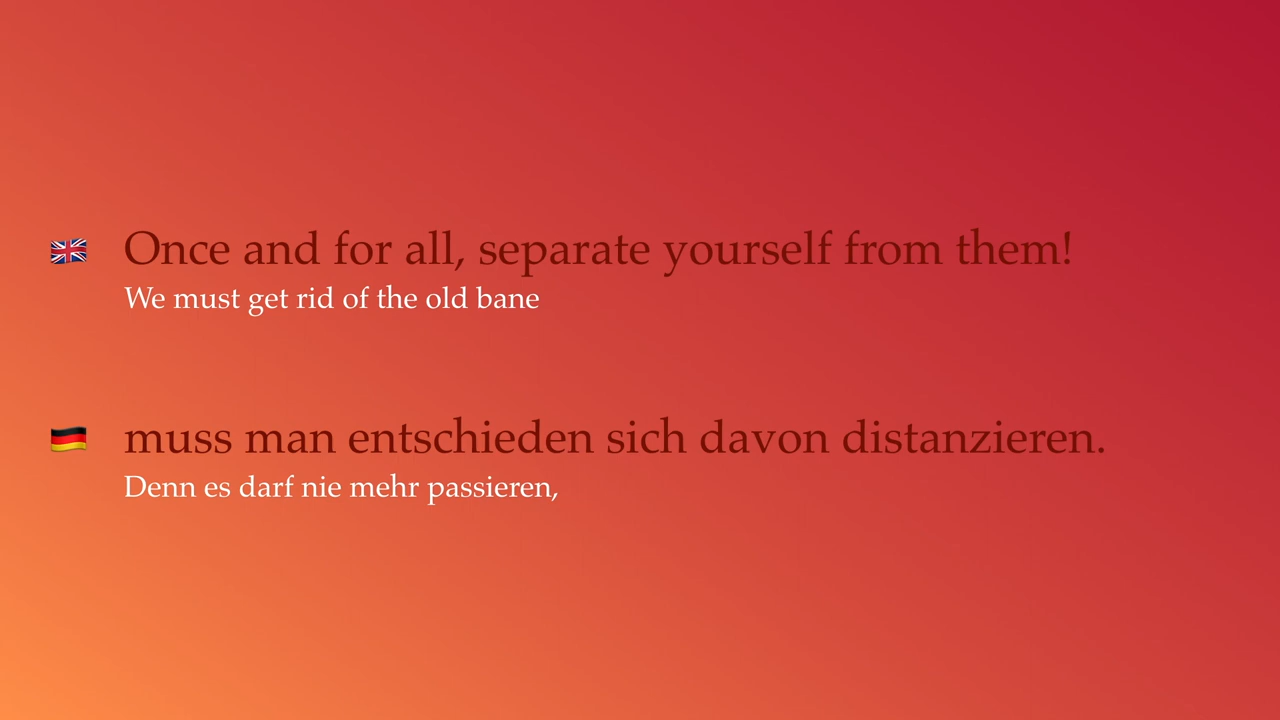 Once and for all, separate yourself from them!
We must get rid of the old bane
muss man entschieden sich davon distanzieren.
Denn es darf nie mehr passieren,